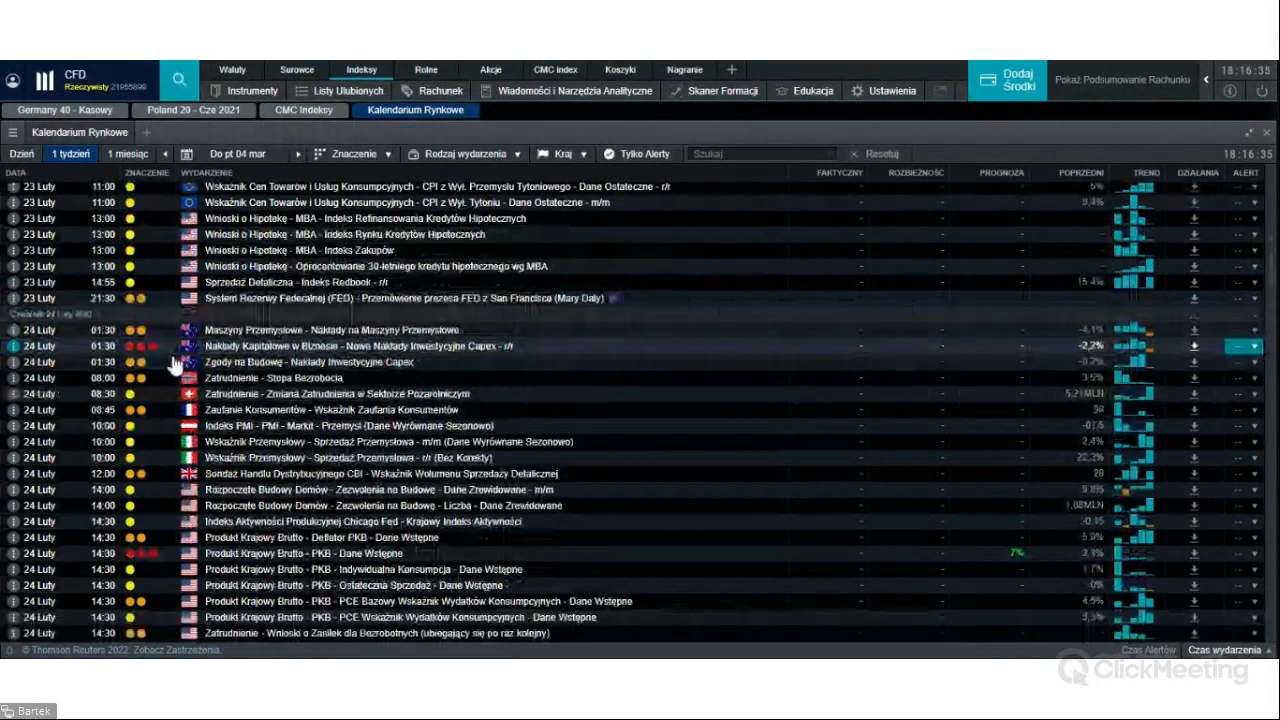 CFD
Rzeczywisty 21955899
Waluty Surowce Indeksy Rolne Akcje CMC Index Koszyki Nagranie +
Instrumenty Listy Ulubionych Rachunek Wiadomości i Narzędzia Analityczne Skaner Formacji Edukacja Ustawienia
Dodaj Środki
Pokaż Podsumowanie Rachunku
18:16:35
Germany 40 - Kasowy Poland 20 - Cze 2021 CMC Indeksy Kalendarium Rynkowe
Kalendarium Rynkowe +
Dzień 1 tydzień 1 miesiąc Do pt 04 mar Znaczenie Rodzaj wydarzenia Kraj Tylko Alerty Szukaj Resetuj 18:16:35
DATA ZNACZENIE WYDARZENIE FAKTYCZNY ROZBIEŻNOŚĆ PROGNOZA POPRZEDNI TREND DZIAŁANIA ALERT
23 Luty 11:00 Wskaźnik Cen Towarów i Usług Konsumpcyjnych - CPI z Wył. Przemysłu Tytoniowego - Dane Ostateczne - r/r - - - 5% --
23 Luty 11:00 Wskaźnik Cen Towarów i Usług Konsumpcyjnych - CPI z Wył. Tytoniu - Dane Ostateczne - m/m - - - --
23 Luty 13:00 Wnioski o Hipotekę - MBA - Indeks Refinansowania Kredytów Hipotecznych - - - --
23 Luty 13:00 Wnioski o Hipotekę - MBA - Indeks Rynku Kredytów Hipotecznych - - - --
23 Luty 13:00 Wnioski o Hipotekę - MBA - Indeks Zakupów - - - --
23 Luty 13:00 Wnioski o Hipotekę - Oprocentowanie 30-letniego kredytu hipotecznego wg MBA - - - --
23 Luty 14:55 Sprzedaż Detaliczna - Indeks Redbook - r/r - - - 15,4% --
23 Luty 21:30 System Rezerwy Federalnej (FED) - Przemówienie prezesa FED z San Francisco (Mary Daly)
24 Luty 01:30 Maszyny Przemysłowe - Nakłady na Maszyny Przemysłowe - - - -4,1% --
24 Luty 01:30 Nakłady Kapitałowe w Biznesie - Nowe Nakłady Inwestycyjne Capex - r/r - - - -2,2% --
24 Luty 01:30 Zgody na Budowę - Nakłady Inwestycyjne Capex - - - --
24 Luty 08:00 Zatrudnienie - Stopa Bezrobocia - - - 3,5% --
24 Luty 08:30 Zatrudnienie - Zmiana Zatrudnienia w Sektorze Pozarolniczym - - - 5,21MLN --
24 Luty 08:45 Zaufanie Konsumentów - Wskaźnik Zaufania Konsumentów - - - --
24 Luty 10:00 Indeks PMI - PMI - Markit - Przemysł (Dane Wyrównane Sezonowo) - - - --
24 Luty 10:00 Wskaźnik Przemysłowy - Sprzedaż Przemysłowa - m/m (Dane Wyrównane Sezonowo) - - - 2,4% --
24 Luty 10:00 Wskaźnik Przemysłowy - Sprzedaż Przemysłowa - r/r (Bez Korekty) - - - 22,3% --
24 Luty 12:00 Sondaż Handlu Dystrybucyjnego CBI - Wskaźnik Wolumenu Sprzedaży Detalicznej - - - 28 --
24 Luty 14:00 Rozpoczęte Budowy Domów - Zezwolenia na Budowę - Dane Zrewidowane - m/m - - - --
24 Luty 14:00 Rozpoczęte Budowy Domów - Zezwolenia na Budowę - Liczba - Dane Zrewidowane - - - --
24 Luty 14:30 Indeks Aktywności Produkcyjnej Chicago Fed - Krajowy Indeks Aktywności - - - --
24 Luty 14:30 Produkt Krajowy Brutto - Deflator PKB - Dane Wstępne - - - --
24 Luty 14:30 Produkt Krajowy Brutto - PKB - Dane Wstępne - - 7% --
24 Luty 14:30 Produkt Krajowy Brutto - PKB - Indywidualna Konsumpcja - Dane Wstępne - - - --
24 Luty 14:30 Produkt Krajowy Brutto - PKB - Ostateczna Sprzedaż - Dane Wstępne - - - --
24 Luty 14:30 Produkt Krajowy Brutto - PKB - PCE Bazowy Wskaźnik Wydatków Konsumpcyjnych - Dane Wstępne - - - --
24 Luty 14:30 Produkt Krajowy Brutto - PKB - PCE Wskaźnik Wydatków Konsumpcyjnych - Dane Wstępne - - - --
24 Luty 14:30 Zatrudnienie - Wnioski o Zasiłek dla Bezrobotnych (ubiegający się po raz kolejny)
© Thomson Reuters 2022. Zobacz Zastrzeżenia. Czas Alertów Czas wydarzenia
ClickMeeting
Bartek